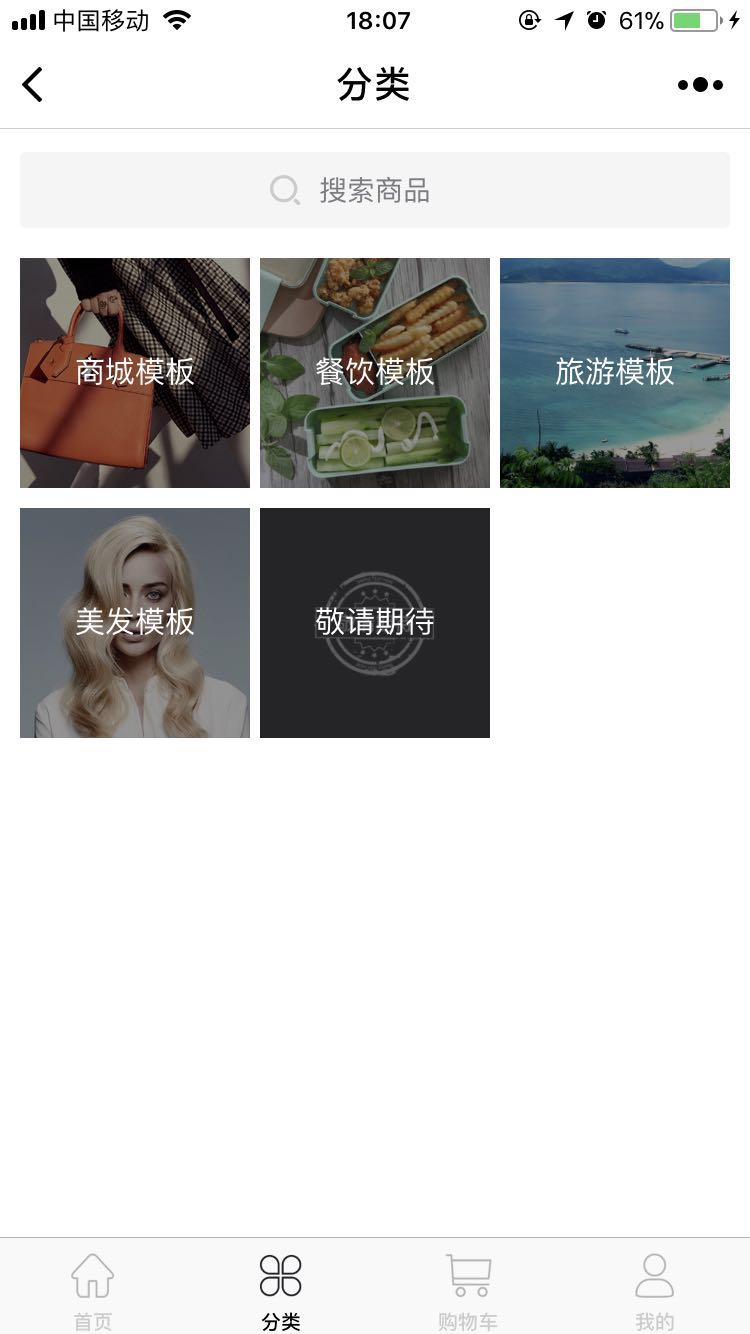 中国移动
18:07
61%
分类
搜索商品
商城模板
餐饮模板
旅游模板
美发模板
敬请期待
首页
分类
购物车
我的